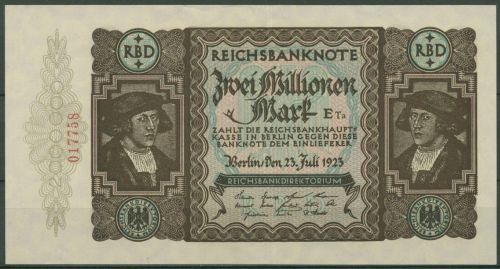 RBD
REICHSBANKNOTE
RBD
Zwei Millionen
Mark
E Ta
ZAHLT DIE REICHSBANKHAUPT=
KASSE IN BERLIN GEGEN DIESE
BANKNOTE DEM EINLIEFERER.
Berlin, den 23. Juli 1923
REICHSBANKDIREKTORIUM
017758